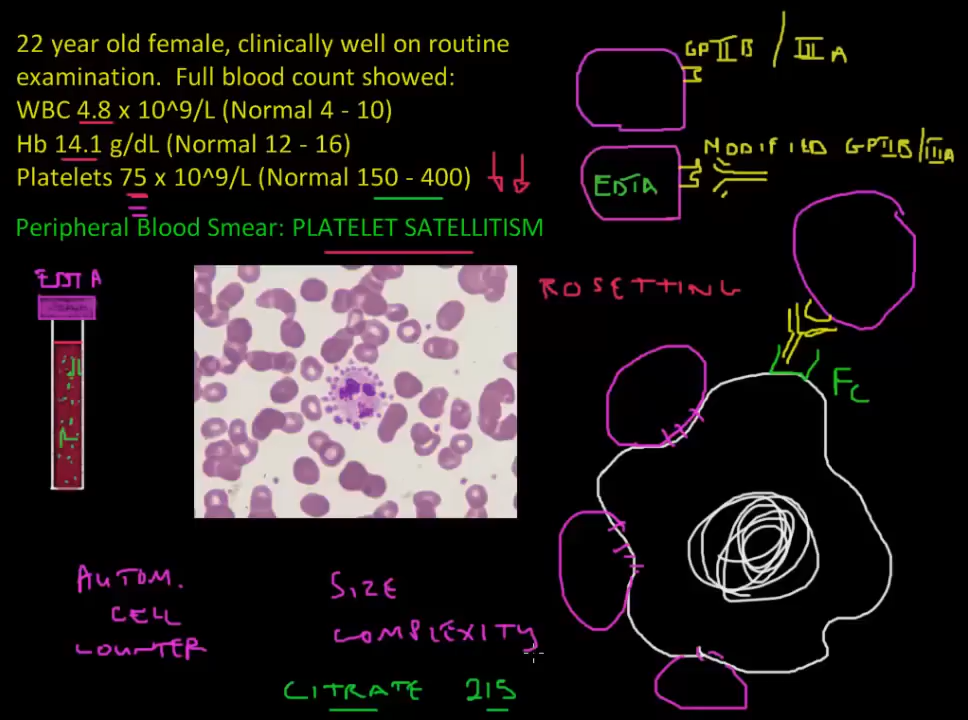 22 year old female, clinically well on routine
examination. Full blood count showed:
WBC 4.8 x 10^9/L (Normal 4 - 10)
Hb 14.1 g/dL (Normal 12 - 16)
Platelets 75 x 10^9/L (Normal 150 - 400)
Peripheral Blood Smear: PLATELET SATELLITISM
GPIIB / IIIA
MODIFIED GPIIB/IIIA
EDTA
EDTA
ROSETTING
FC
AUTOM.
CELL
COUNTER
SIZE
COMPLEXITY
CITRATE 215